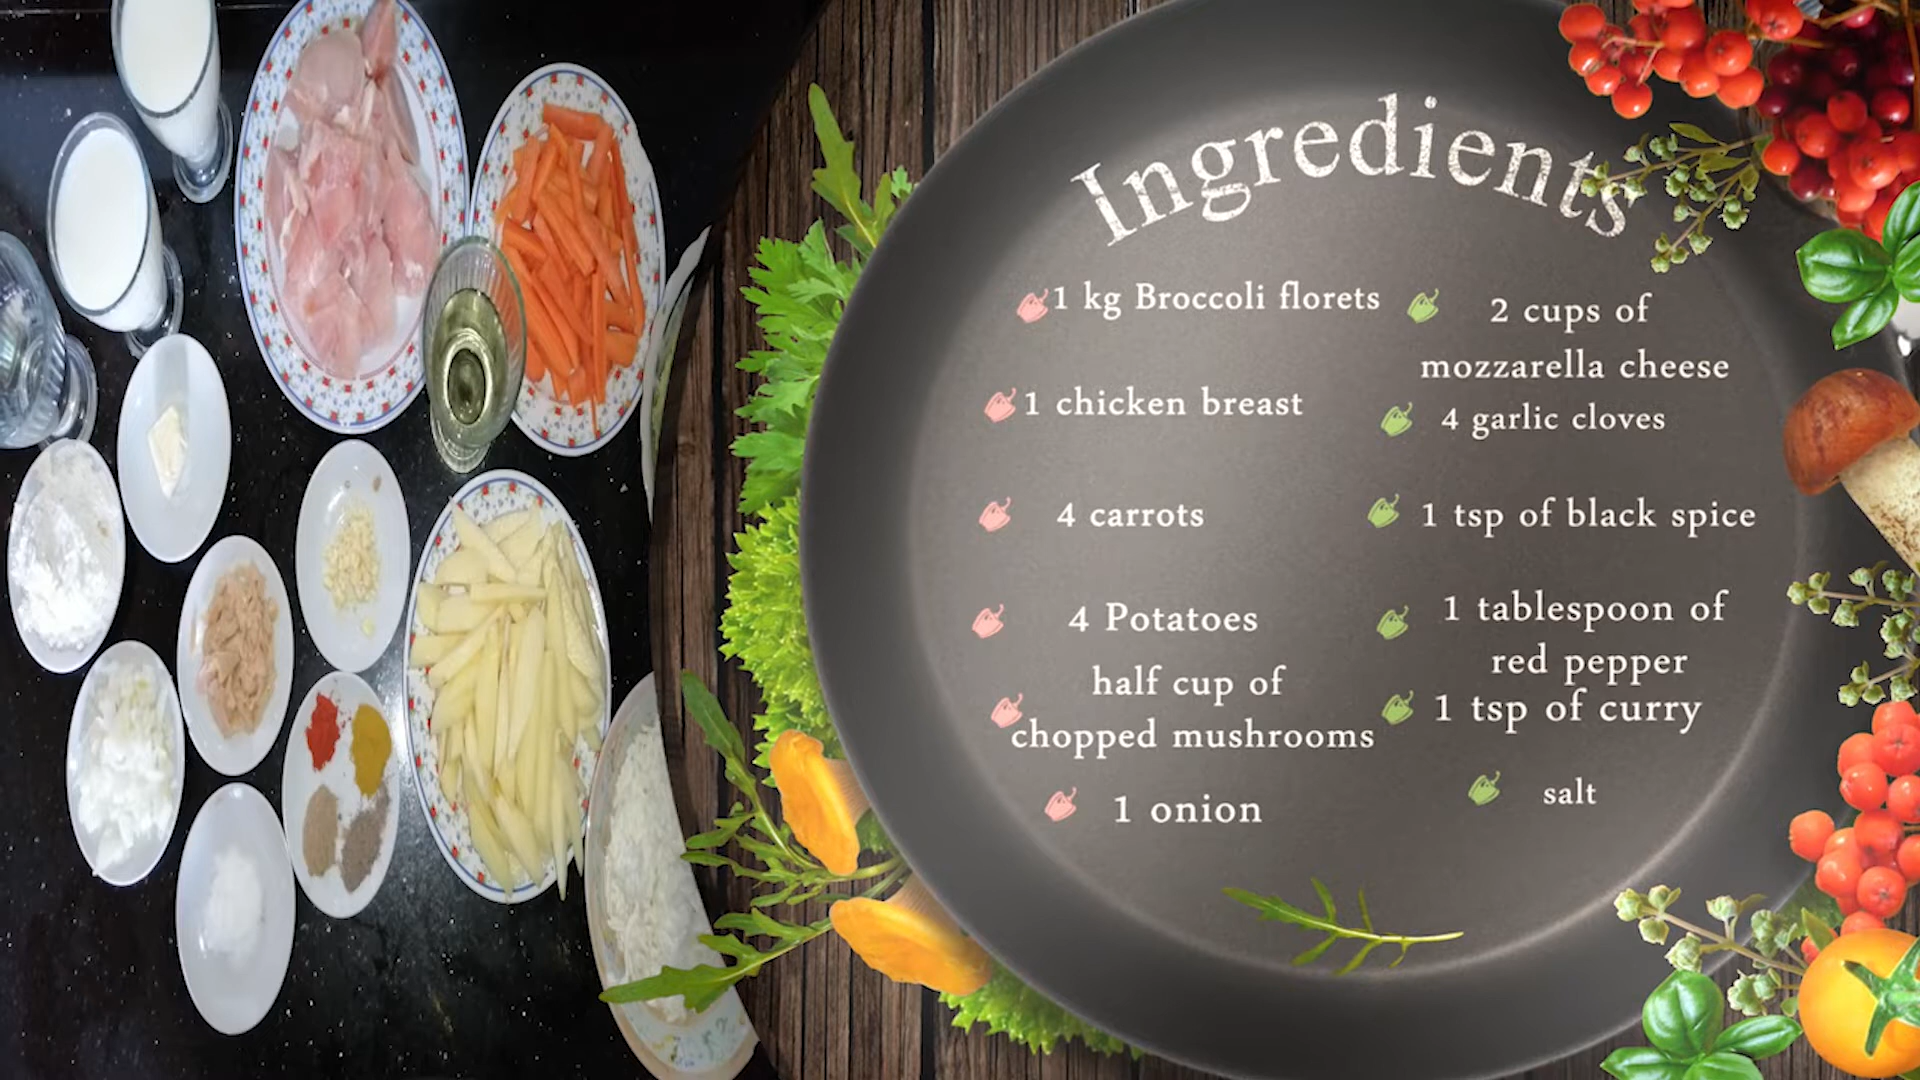 Ingredients
1 kg Broccoli florets
1 chicken breast
4 carrots
4 Potatoes
half cup of
chopped mushrooms
1 onion
2 cups of
mozzarella cheese
4 garlic cloves
1 tsp of black spice
1 tablespoon of
red pepper
1 tsp of curry
salt